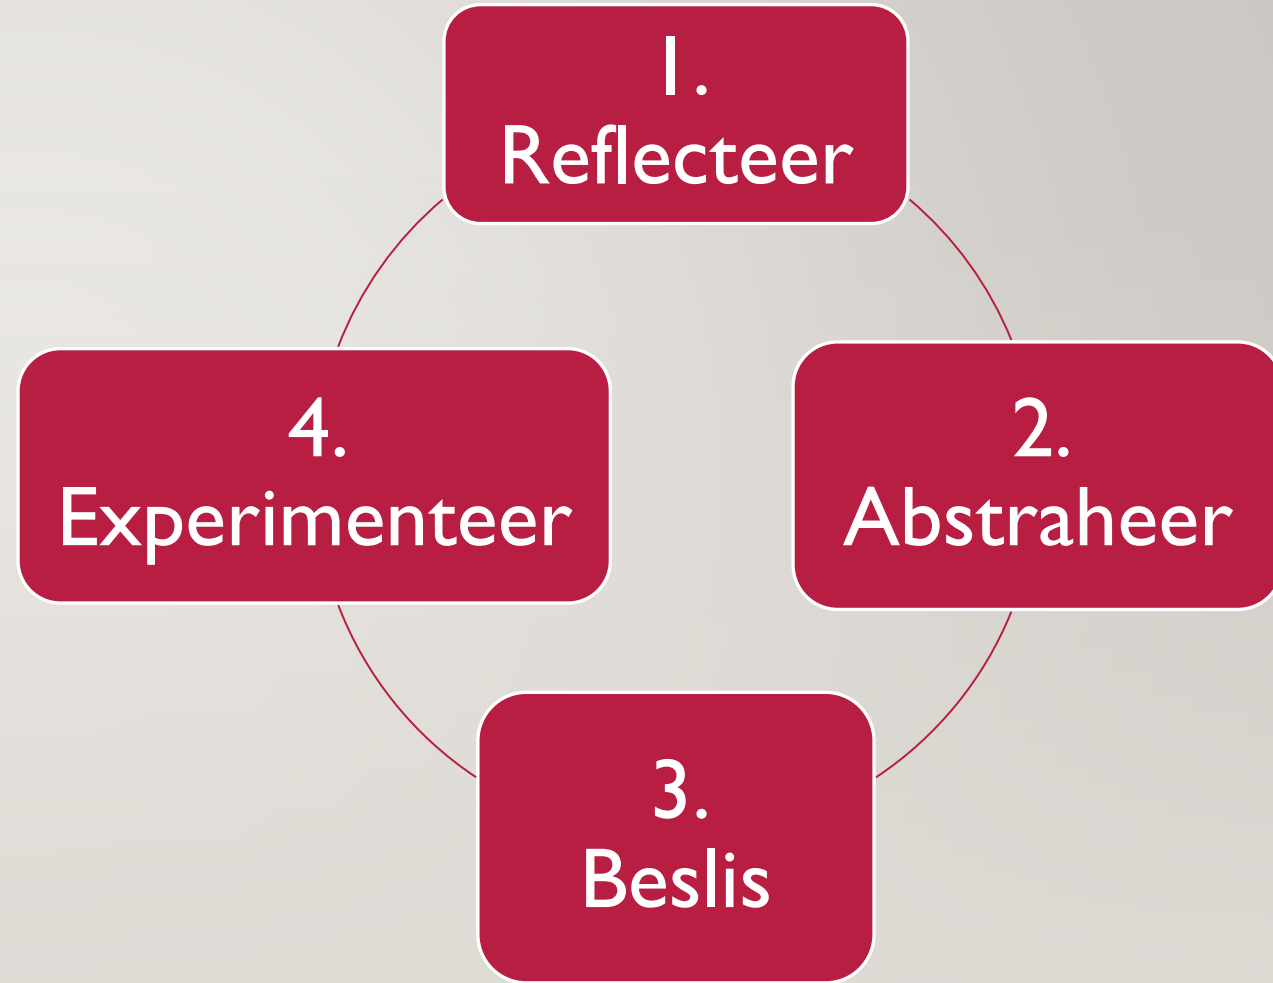 1.
Reflecteer
2.
Abstraheer
3.
Beslis
4.
Experimenteer